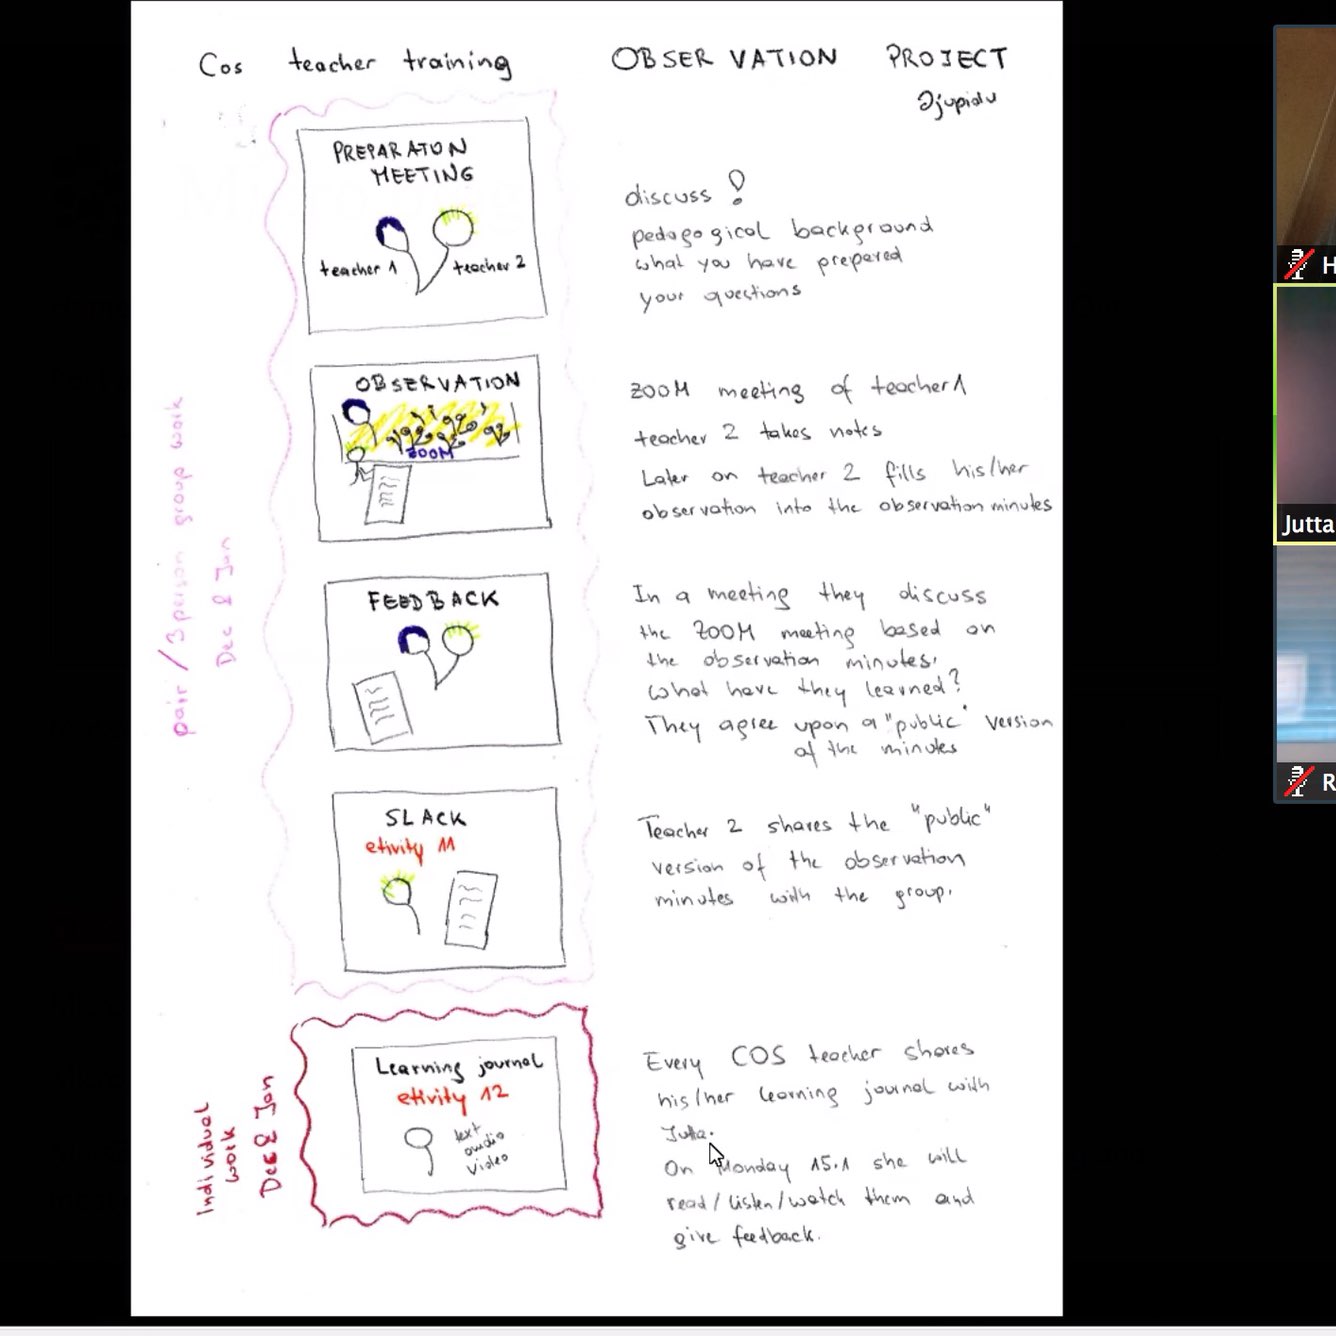 Cos teacher training OBSERVATION PROJECT
@jupidu
PREPARATION
MEETING
teacher 1 teacher 2
discuss!
pedagogical background
what you have prepared
your questions
OBSERVATION
ZOOM
ZOOM meeting of teacher 1
teacher 2 takes notes
Later on teacher 2 fills his/her
observation into the observation minutes
pair / 3person group work
Dec & Jan
FEEDBACK
In a meeting they discuss
the ZOOM meeting based on
the observation minutes.
What have they learned?
They agree upon a "public" version
of the minutes
SLACK
etivity 11
Teacher 2 shares the "public"
version of the observation
minutes with the group.
Individual
work
Dec & Jan
Learning journal
etivity 12
text
audio
video
Every COS teacher shares
his/her learning journal with
Jutta.
On Monday 15.1 she will
read/listen/watch them and
give feedback.
H
Jutta
R